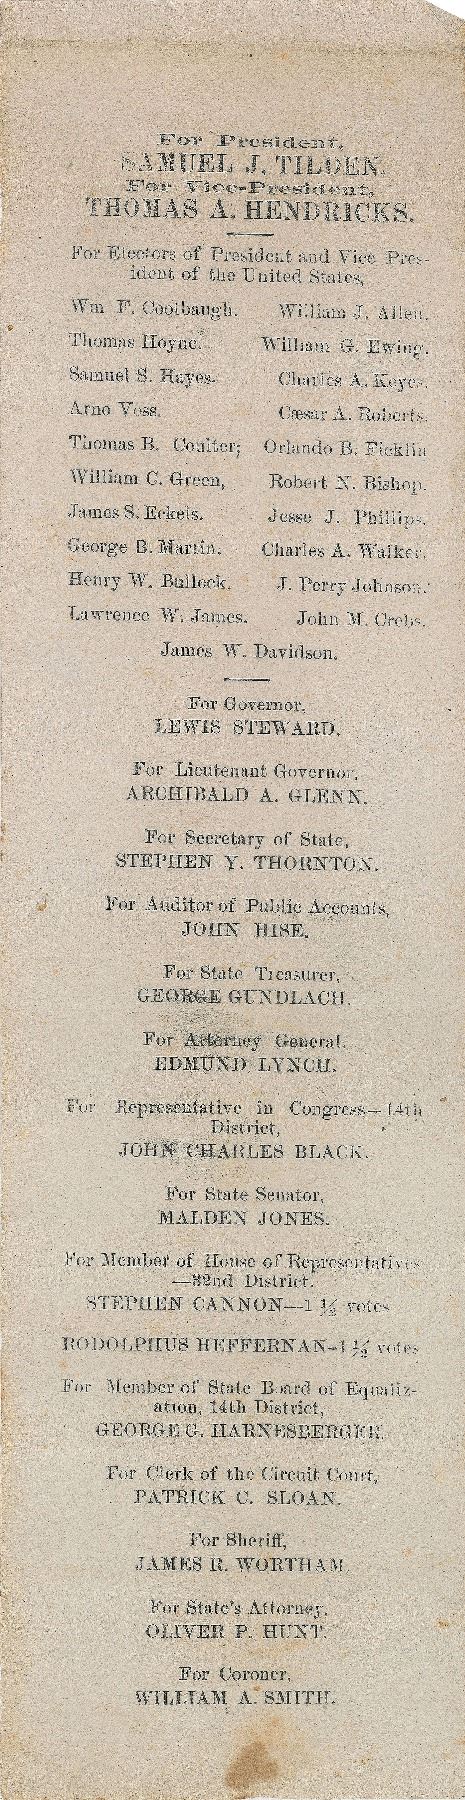 For President,
SAMUEL J. TILDEN.
For Vice-President,
THOMAS A. HENDRICKS.
For Electors of President and Vice Pres-
ident of the United States,
Wm F. Coolbaugh. William J. Allen.
Thomas Hoyne. William G. Ewing.
Samuel S. Hayes. Charles A. Keyes.
Arno Voss. Cæsar A. Roberts.
Thomas B. Coulter; Orlando B. Ficklin
William C. Green, Robert N. Bishop.
James S. Eckels. Jesse J. Phillips.
George B. Martin. Charles A. Walker.
Henry W. Bullock. J. Perry Johnson.
Lawrence W. James. John M. Crebs.
James W. Davidson.
For Governor,
LEWIS STEWARD.
For Lieutenant Governor,
ARCHIBALD A. GLENN.
For Secretary of State,
STEPHEN Y. THORNTON.
For Auditor of Public Accounts,
JOHN HISE.
For State Treasurer,
GEORGE GUNDLACH.
For Attorney General.
EDMUND LYNCH.
For Representative in Congress—14th
District,
JOHN CHARLES BLACK.
For State Senator,
MALDEN JONES.
For Member of House of Representatives
—32nd District.
STEPHEN CANNON—1 ½ votes
RODOLPHUS HEFFERNAN-1 ½ votes
For Member of State Board of Equaliz-
ation, 14th District,
GEORGE G. HARNESBERGER.
For Clerk of the Circuit Court,
PATRICK C. SLOAN.
For Sheriff,
JAMES R. WORTHAM.
For State's Attorney.
OLIVER P. HUNT.
For Coroner,
WILLIAM A. SMITH.